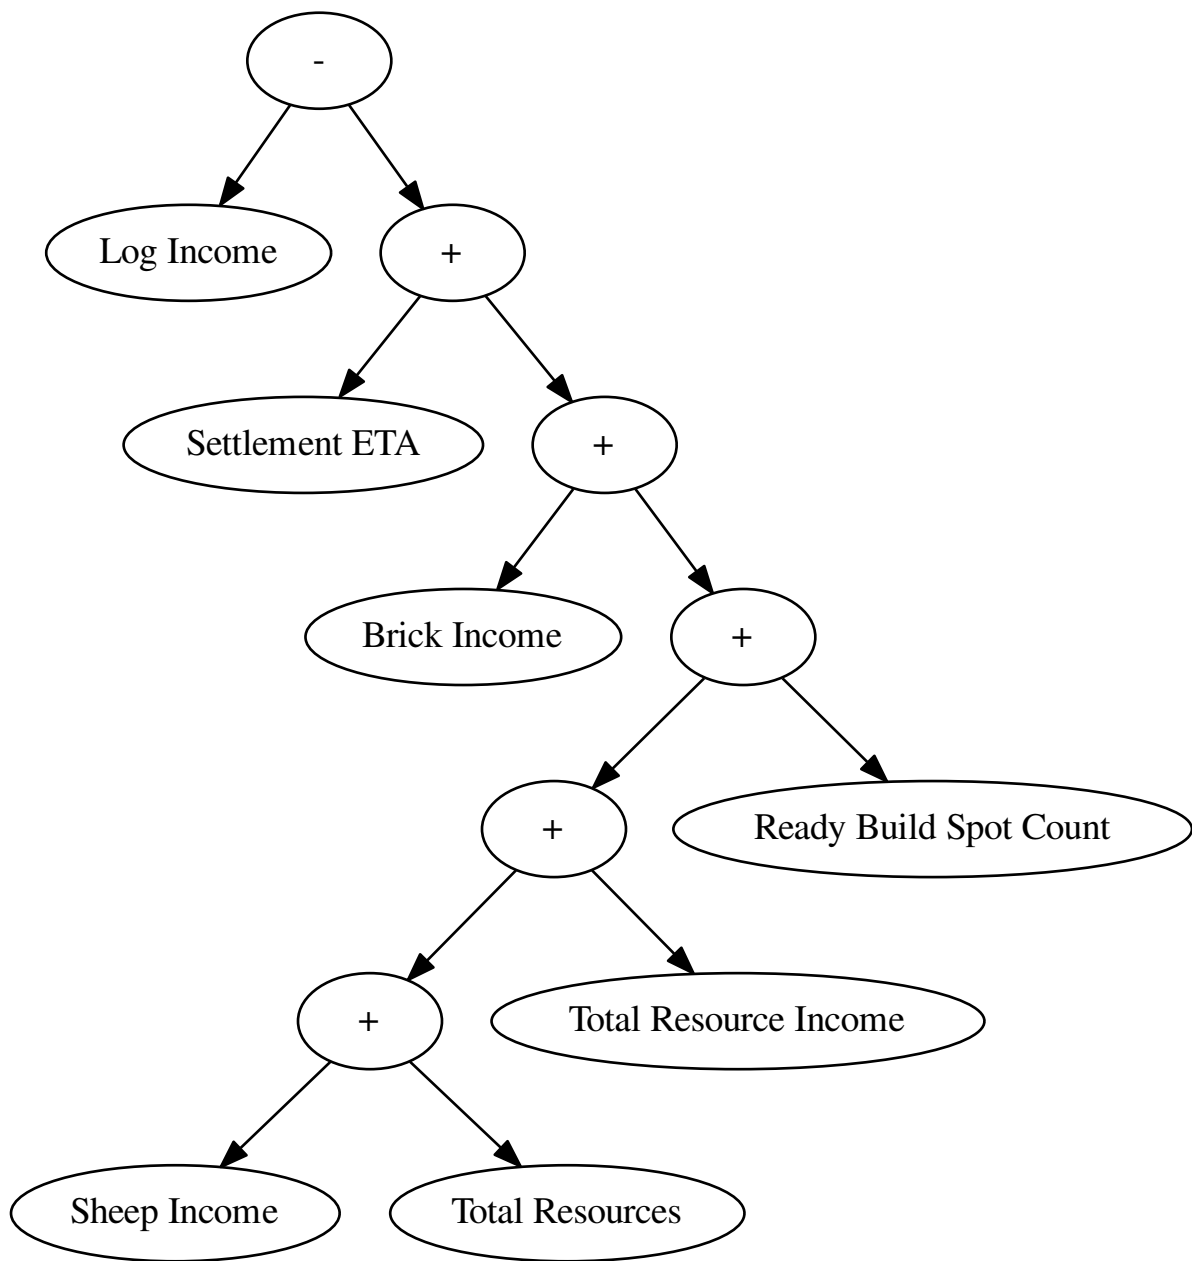 -
Log Income
+
Settlement ETA
+
Brick Income
+
+
Ready Build Spot Count
+
Total Resource Income
Sheep Income
Total Resources